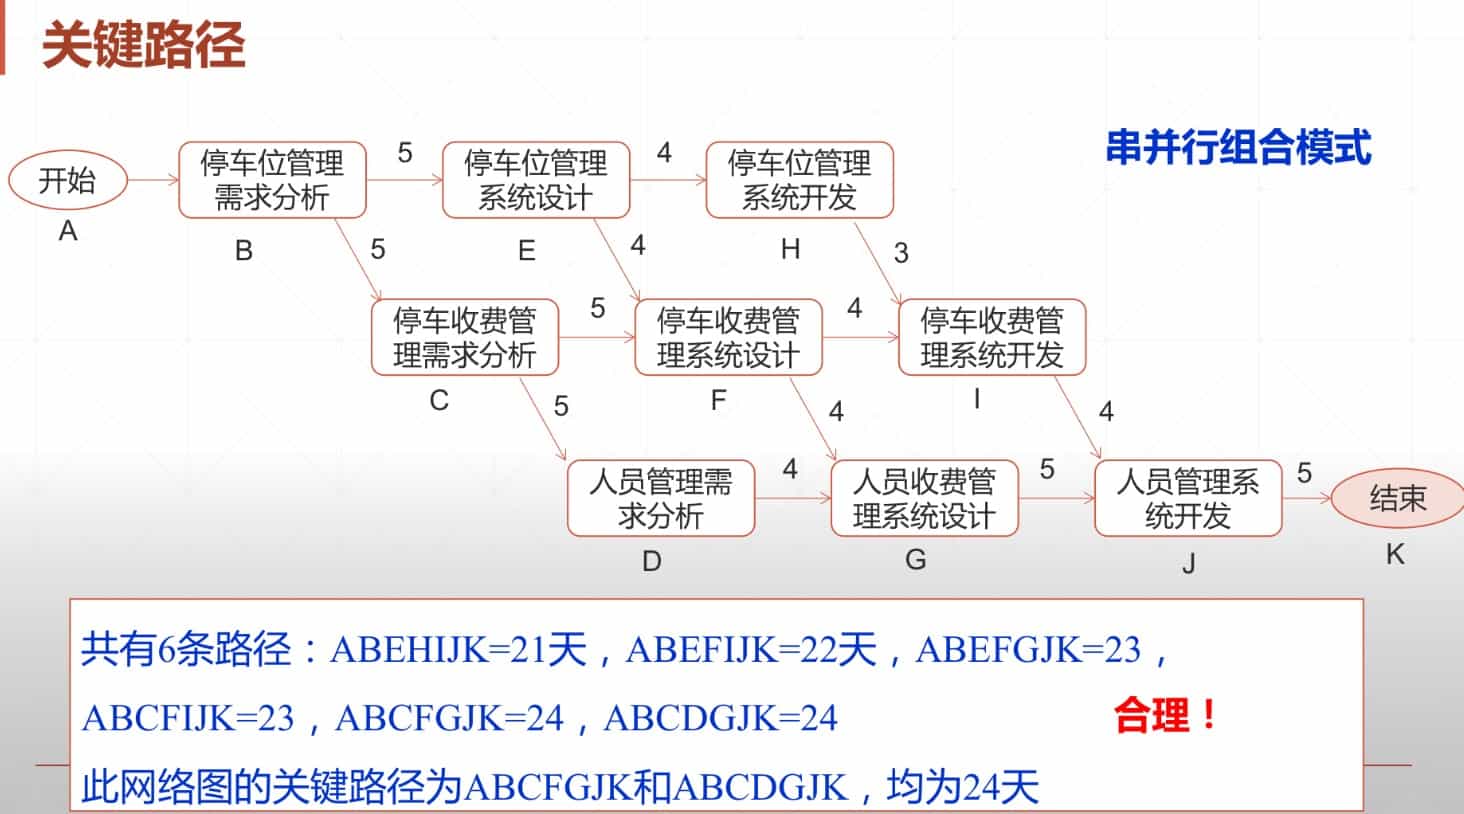 关键路径
串并行组合模式
开始
A
停车位管理
需求分析
B
5
停车位管理
系统设计
E
4
停车位管理
系统开发
H
5
4
3
停车收费管
理需求分析
C
5
停车收费管
理系统设计
F
4
停车收费管
理系统开发
I
5
4
4
人员管理需
求分析
D
4
人员收费管
理系统设计
G
5
人员管理系
统开发
J
5
结束
K
共有6条路径：ABEHIJK=21天，ABEFIJK=22天，ABEFGJK=23，
ABCFIJK=23，ABCFGJK=24，ABCDGJK=24
合理！
此网络图的关键路径为ABCFGJK和ABCDGJK，均为24天